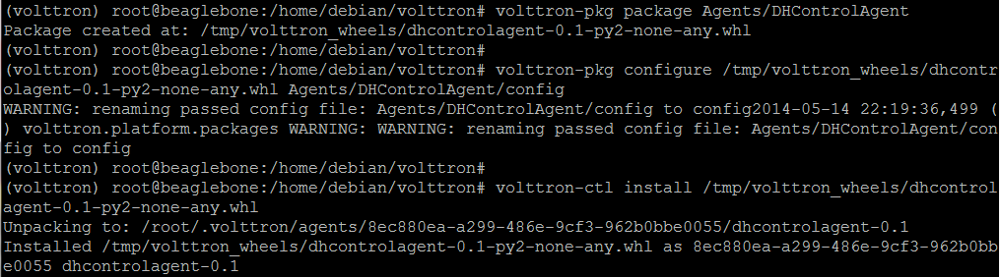 (volttron) root@beaglebone:/home/debian/volttron# volttron-pkg package Agents/DHControlAgent
Package created at: /tmp/volttron_wheels/dhcontrolagent-0.1-py2-none-any.whl
(volttron) root@beaglebone:/home/debian/volttron#
(volttron) root@beaglebone:/home/debian/volttron# volttron-pkg configure /tmp/volttron_wheels/dhcontr
olagent-0.1-py2-none-any.whl Agents/DHControlAgent/config
WARNING: renaming passed config file: Agents/DHControlAgent/config to config2014-05-14 22:19:36,499 (
) volttron.platform.packages WARNING: WARNING: renaming passed config file: Agents/DHControlAgent/con
fig to config
(volttron) root@beaglebone:/home/debian/volttron#
(volttron) root@beaglebone:/home/debian/volttron# volttron-ctl install /tmp/volttron_wheels/dhcontrol
agent-0.1-py2-none-any.whl
Unpacking to: /root/.volttron/agents/8ec880ea-a299-486e-9cf3-962b0bbe0055/dhcontrolagent-0.1
Installed /tmp/volttron_wheels/dhcontrolagent-0.1-py2-none-any.whl as 8ec880ea-a299-486e-9cf3-962b0bb
e0055 dhcontrolagent-0.1